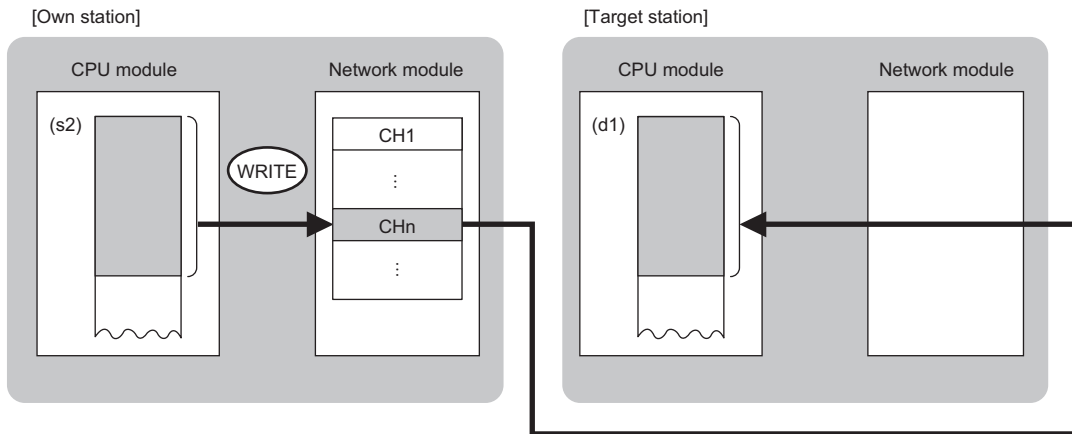 [Own station]
[Target station]
CPU module
Network module
CPU module
Network module
(s2)
CH1
(d1)
WRITE
⋮
CHn
⋮